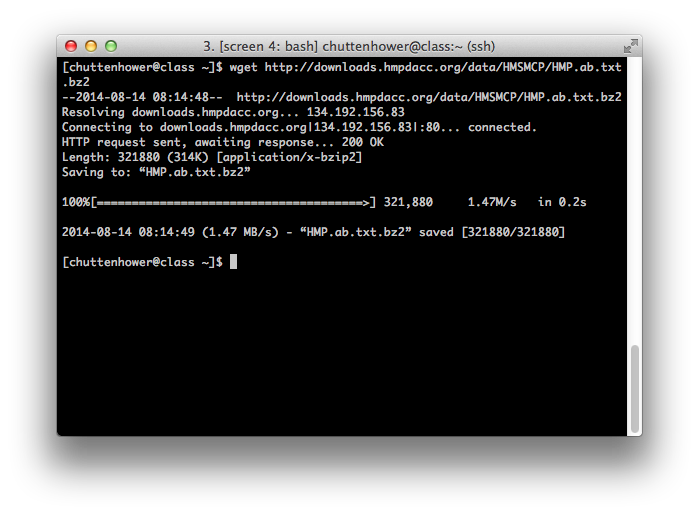 3. [screen 4: bash] chuttenhower@class:~ (ssh)
[chuttenhower@class ~]$ wget http://downloads.hmpdacc.org/data/HMSMCP/HMP.ab.txt
.bz2
--2014-08-14 08:14:48--  http://downloads.hmpdacc.org/data/HMSMCP/HMP.ab.txt.bz2
Resolving downloads.hmpdacc.org... 134.192.156.83
Connecting to downloads.hmpdacc.org|134.192.156.83|:80... connected.
HTTP request sent, awaiting response... 200 OK
Length: 321880 (314K) [application/x-bzip2]
Saving to: “HMP.ab.txt.bz2”
100%[======================================>] 321,880     1.47M/s   in 0.2s
2014-08-14 08:14:49 (1.47 MB/s) - “HMP.ab.txt.bz2” saved [321880/321880]
[chuttenhower@class ~]$